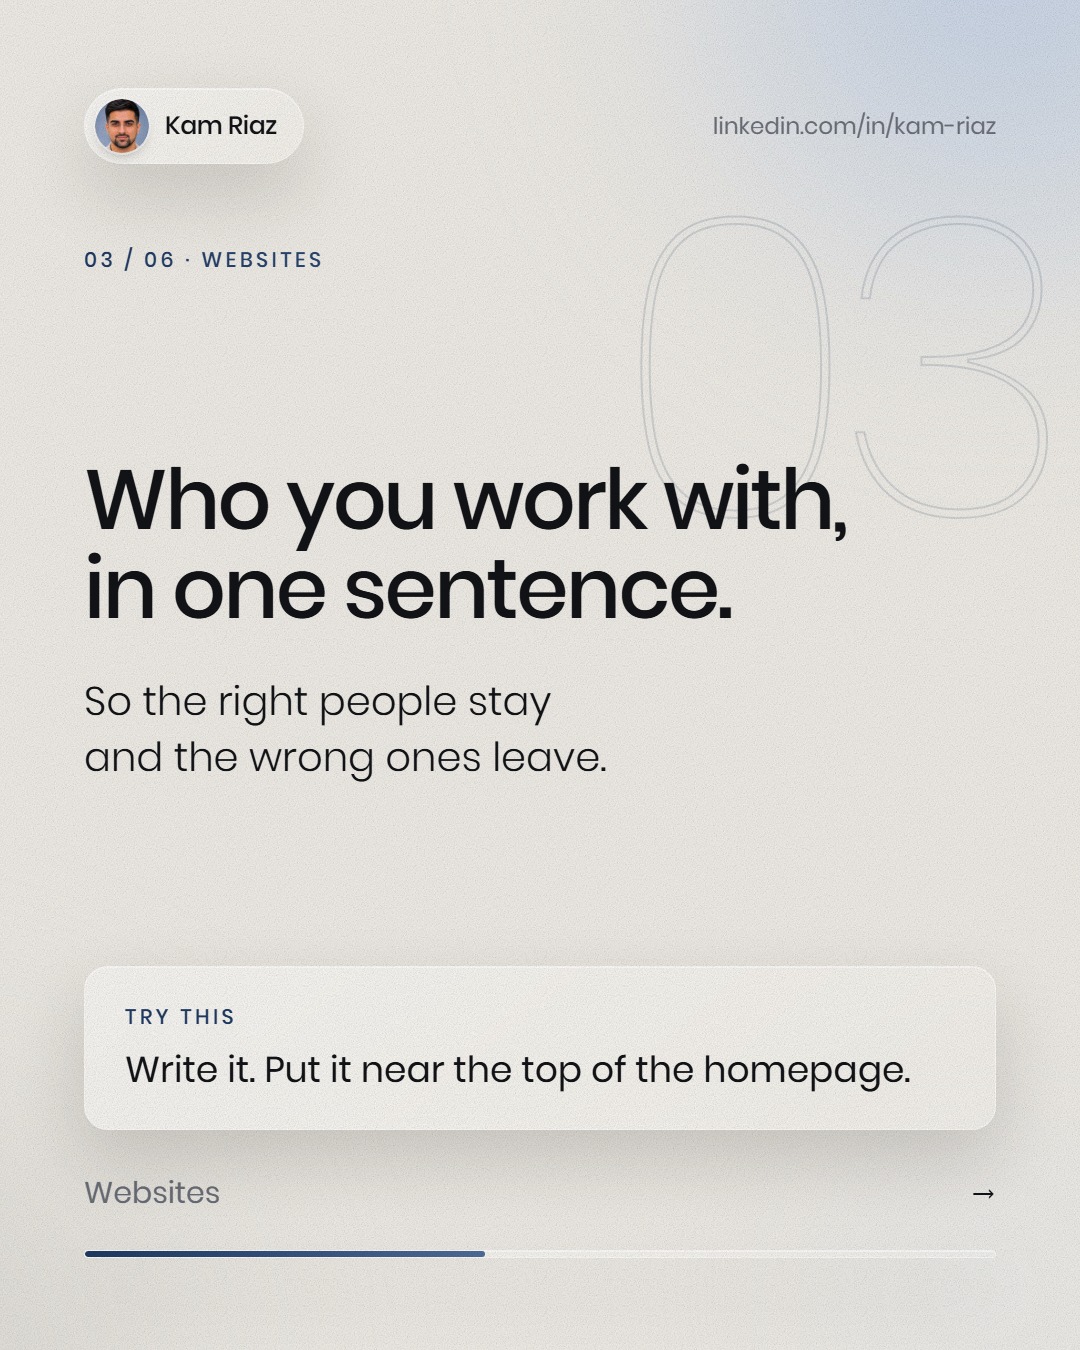 Kam Riaz
linkedin.com/in/kam-riaz
03 / 06 · WEBSITES
03
Who you work with,
in one sentence.
So the right people stay
and the wrong ones leave.
TRY THIS
Write it. Put it near the top of the homepage.
Websites →